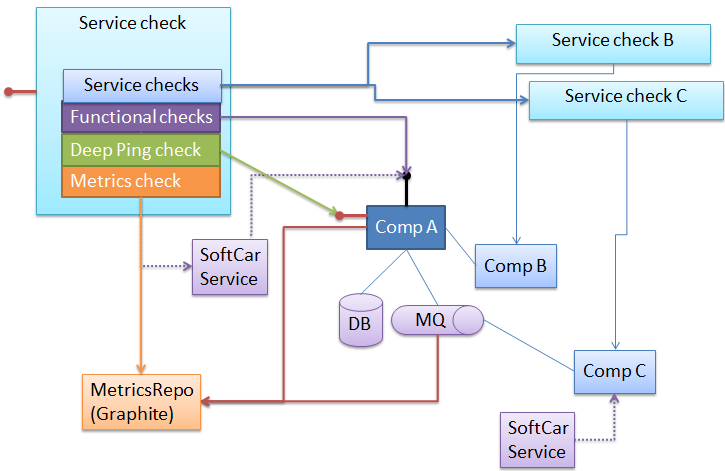 Service check
Service check B
Service checks
Service check C
Functional checks
Deep Ping check
Metrics check
Comp A
SoftCar
Service
Comp B
DB
MQ
Comp C
MetricsRepo
(Graphite)
SoftCar
Service